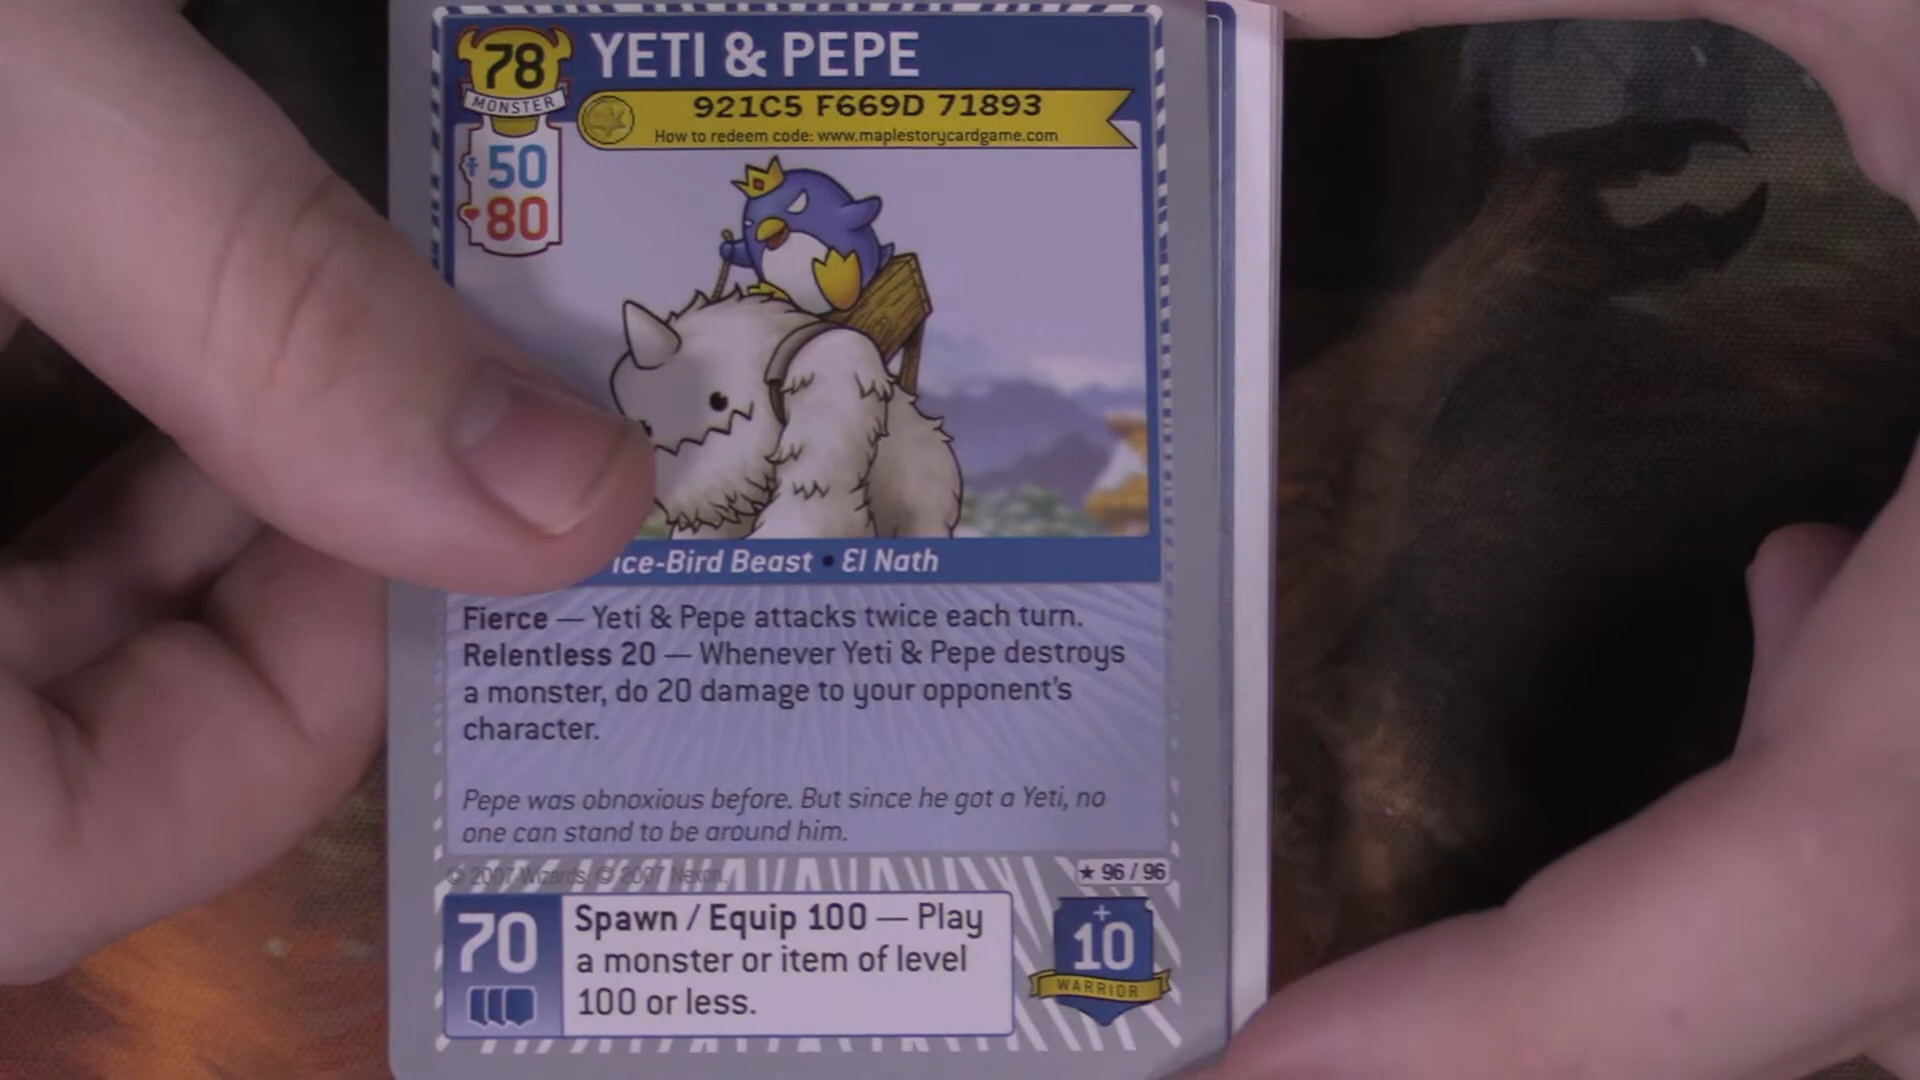 78
MONSTER
YETI & PEPE
921C5 F669D 71893
How to redeem code: www.maplestorycardgame.com
50
80
ice-Bird Beast • El Nath
Fierce — Yeti & Pepe attacks twice each turn.
Relentless 20 — Whenever Yeti & Pepe destroys
a monster, do 20 damage to your opponent's
character.
Pepe was obnoxious before. But since he got a Yeti, no
one can stand to be around him.
© 2007 Wizards. © 2007 Nexon.
★ 96 / 96
70
Spawn / Equip 100 — Play
a monster or item of level
100 or less.
+
10
WARRIOR